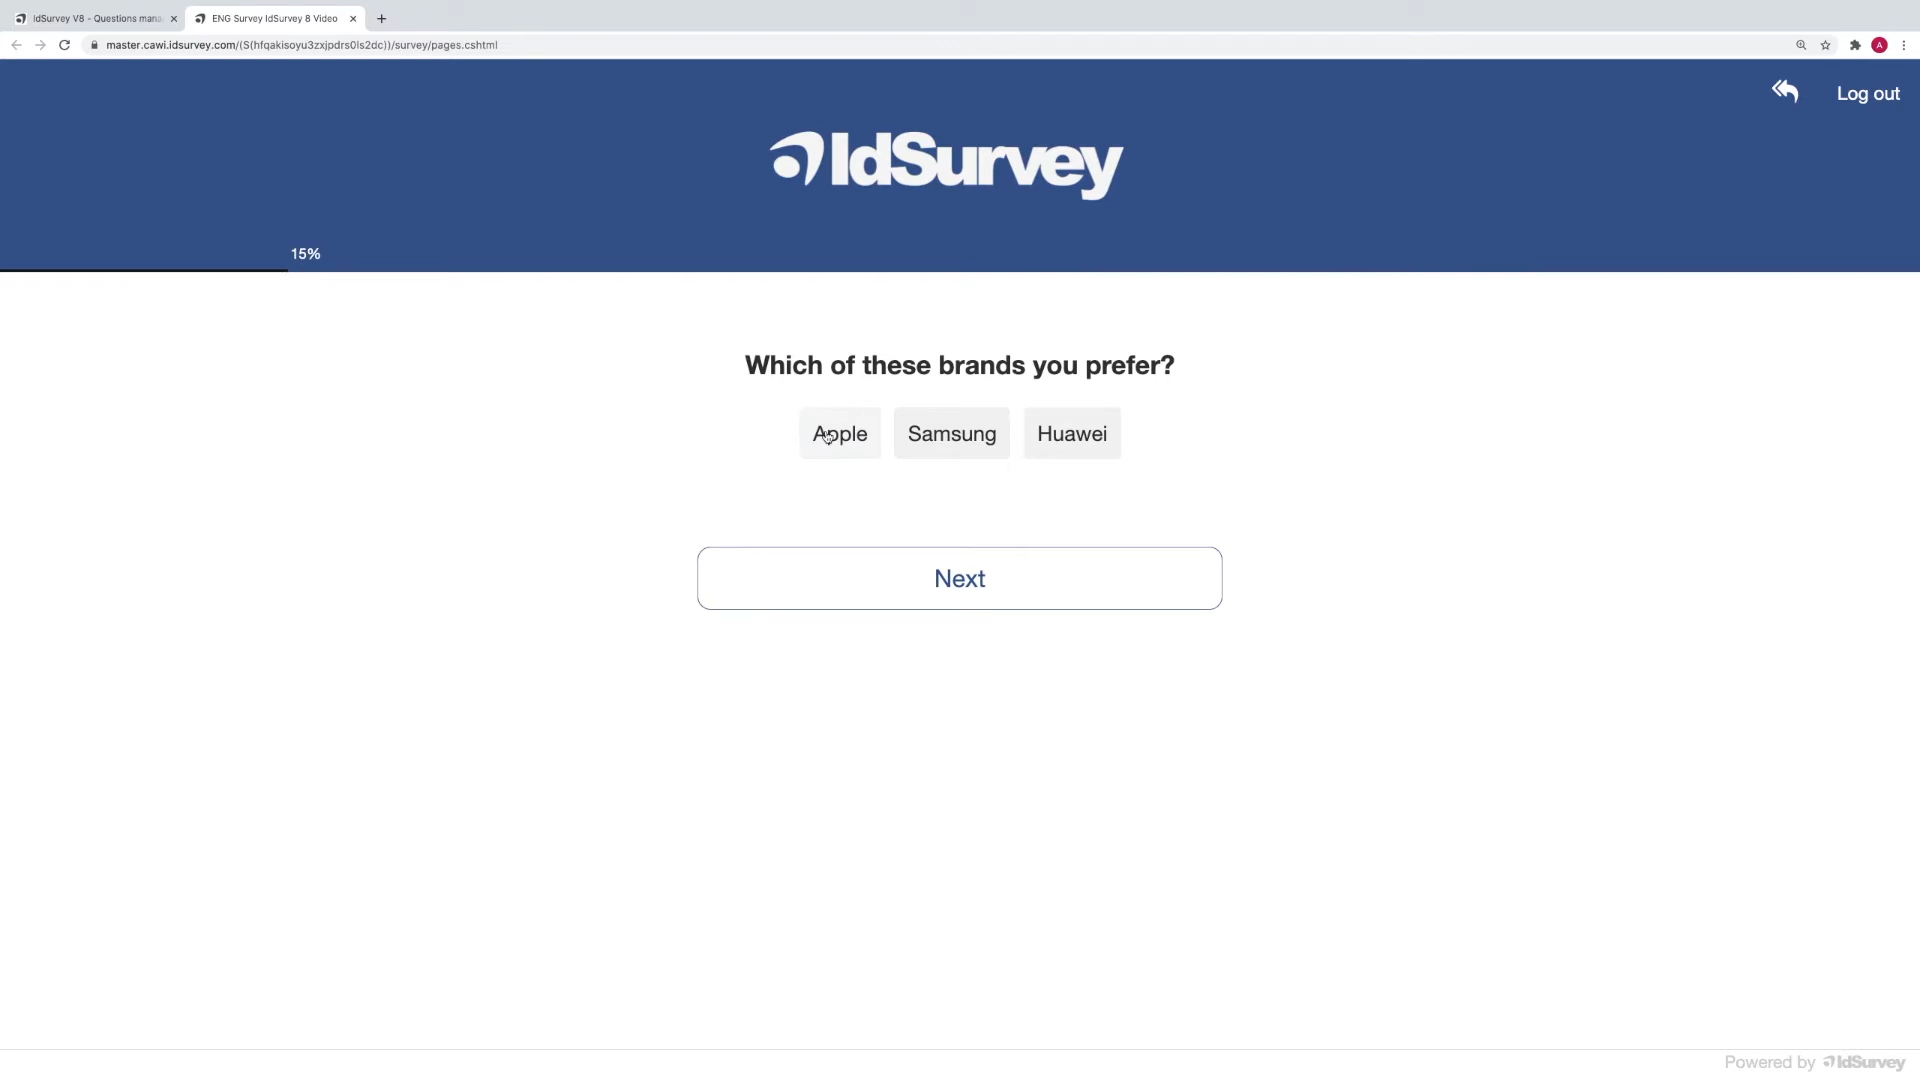 IdSurvey V8 - Questions mana
ENG Survey IdSurvey 8 Video
master.cawi.idsurvey.com/(S(hfqakisoyu3zxjpdrs0ls2dc))/survey/pages.cshtml
A
Log out
IdSurvey
15%
Which of these brands you prefer?
Apple Samsung Huawei
Next
Powered by IdSurvey